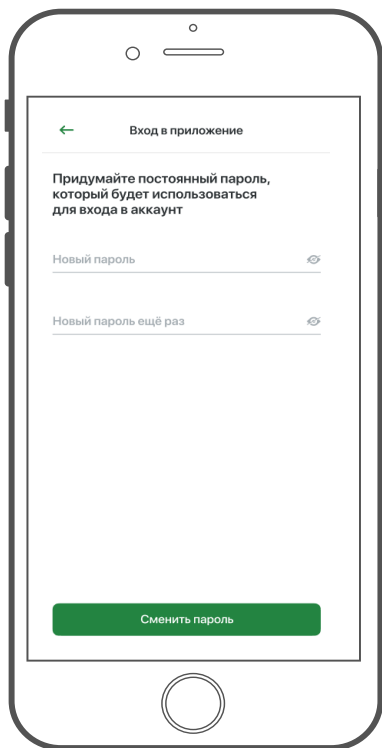 Вход в приложение
Придумайте постоянный пароль,
который будет использоваться
для входа в аккаунт
Новый пароль
Новый пароль ещё раз
Сменить пароль